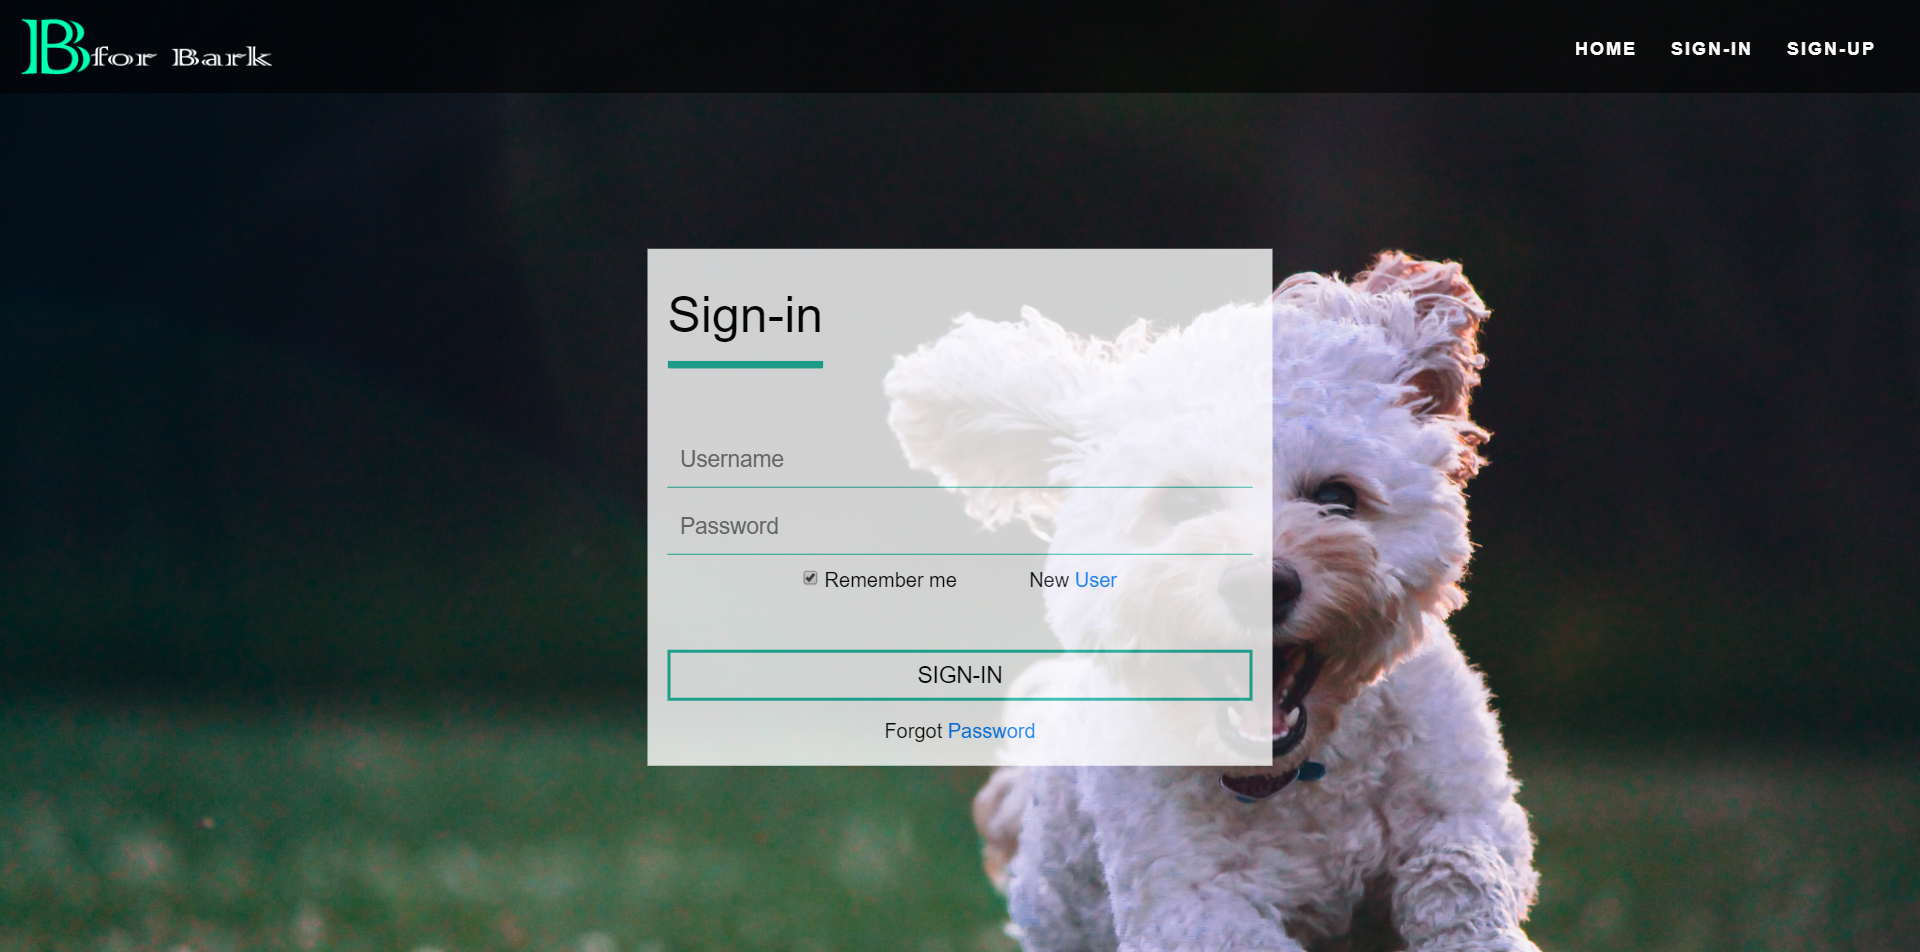 B for Bark
HOME SIGN-IN SIGN-UP
Sign-in
Username
Password
Remember me New User
SIGN-IN
Forgot Password